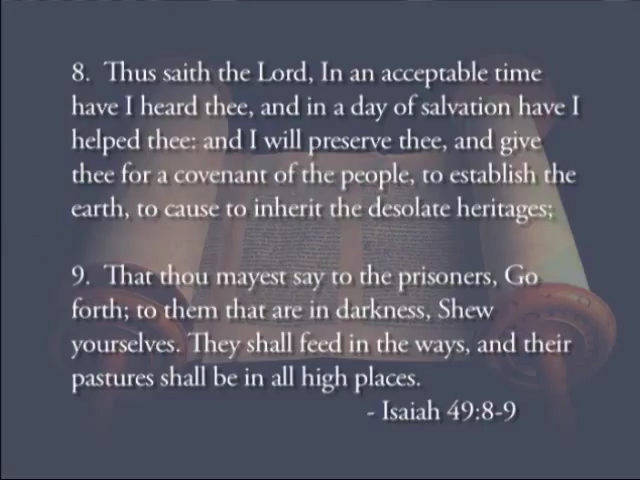 8. Thus saith the Lord, In an acceptable time
have I heard thee, and in a day of salvation have I
helped thee: and I will preserve thee, and give
thee for a covenant of the people, to establish the
earth, to cause to inherit the desolate heritages;
9. That thou mayest say to the prisoners, Go
forth; to them that are in darkness, Shew
yourselves. They shall feed in the ways, and their
pastures shall be in all high places.
- Isaiah 49:8-9